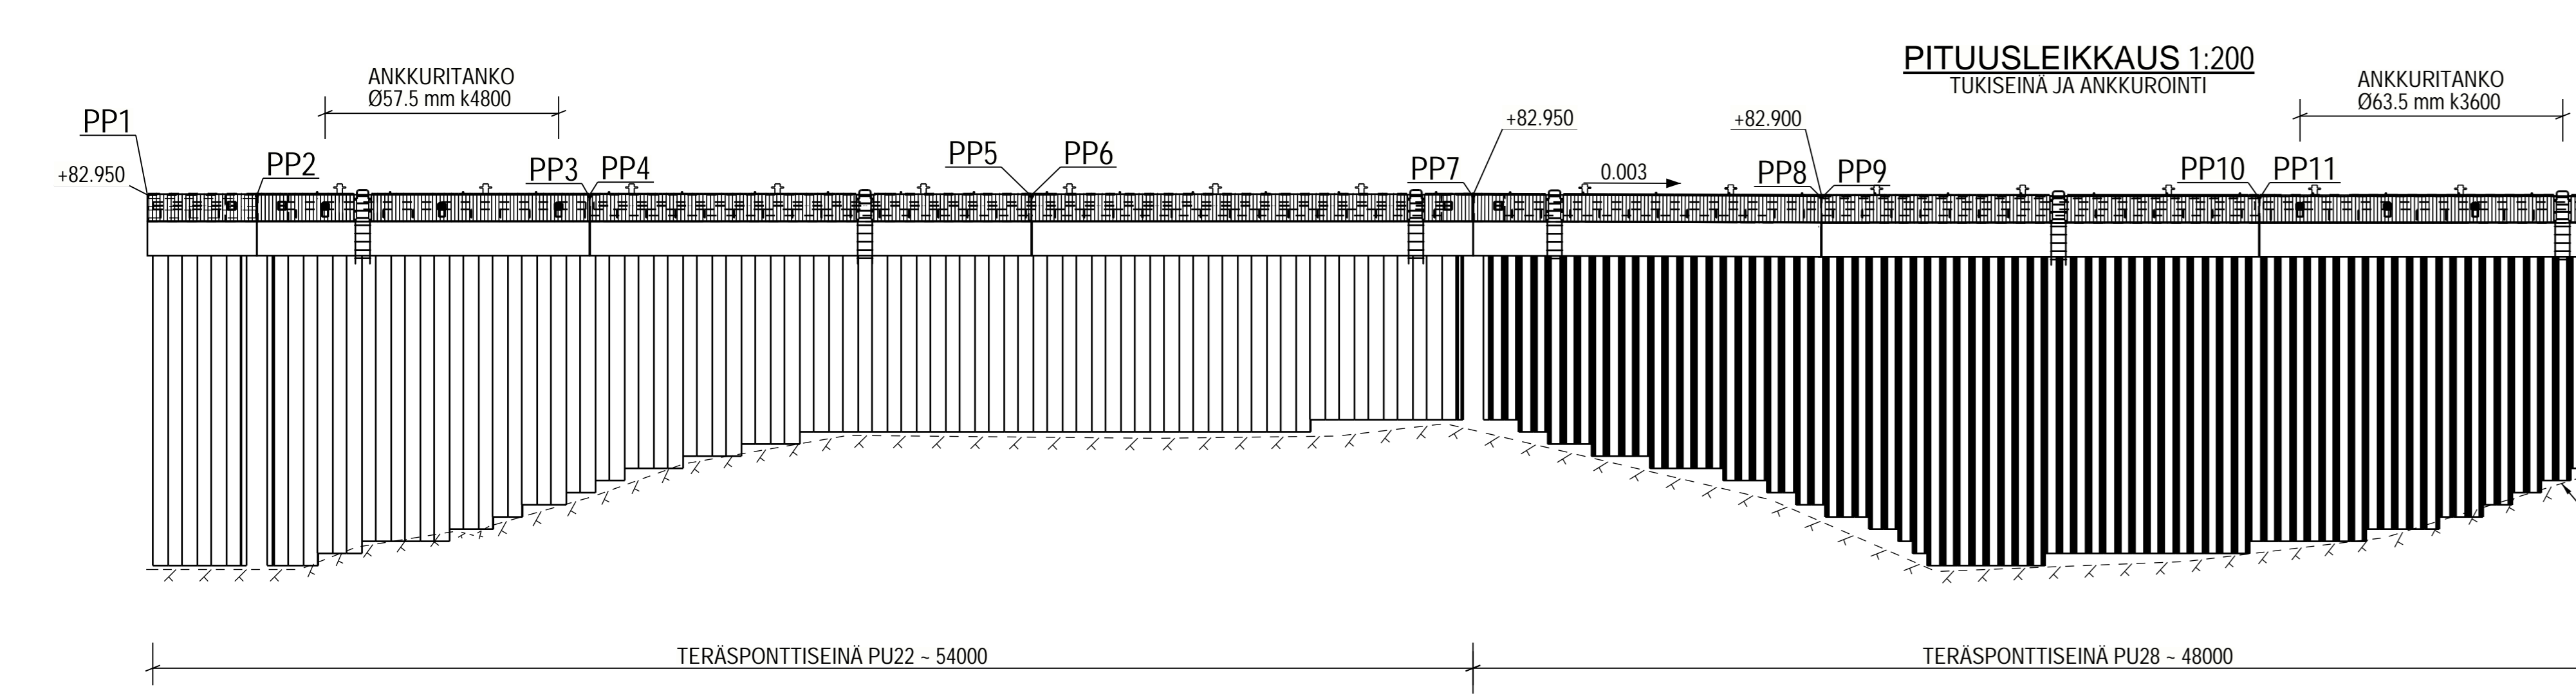 PITUUSLEIKKAUS 1:200
TUKISEINÄ JA ANKKUROINTI
ANKKURITANKO
Ø57.5 mm k4800
ANKKURITANKO
Ø63.5 mm k3600
PP1
+82.950
PP2
PP3
PP4
PP5
PP6
PP7
+82.950
0.003
+82.900
PP8
PP9
PP10
PP11
TERÄSPONTTISEINÄ PU22 ~ 54000
TERÄSPONTTISEINÄ PU28 ~ 48000